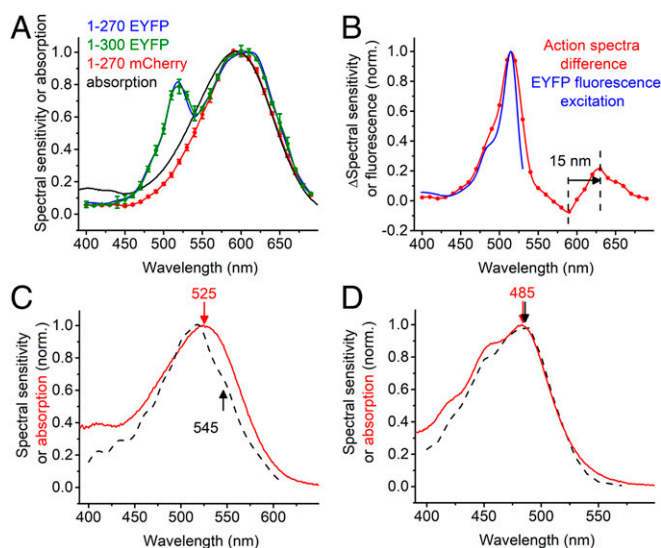 A
1-270 EYFP
1-300 EYFP
1-270 mCherry
absorption
Spectral sensitivity or absorption
1.0
0.8
0.6
0.4
0.2
0.0
400 450 500 550 600 650
Wavelength (nm)
B
Action spectra
difference
EYFP fluorescence
excitation
15 nm
ΔSpectral sensitivity
or fluorescence (norm.)
1.0
0.8
0.6
0.4
0.2
0.0
-0.2
400 450 500 550 600 650
Wavelength (nm)
C
525
545
Spectral sensitivity
or absorption (norm.)
1.0
0.8
0.6
0.4
0.2
0.0
400 450 500 550 600
Wavelength (nm)
D
485
Spectral sensitivity
or absorption (norm.)
1.0
0.8
0.6
0.4
0.2
0.0
400 450 500 550 600
Wavelength (nm)